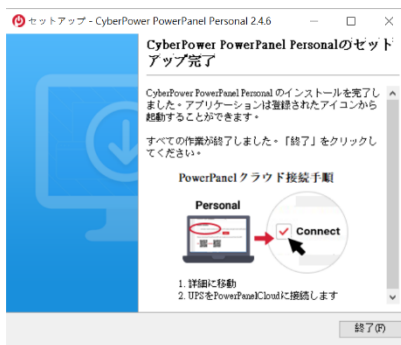 セットアップ - CyberPower PowerPanel Personal 2.4.6
CyberPower PowerPanel Personalのセット
アップ完了
CyberPower PowerPanel Personal のインストールを完了し
ました。アプリケーションは登録されたアイコンから
起動することができます。
すべての作業が終了しました。「終了」をクリックし
てください。
PowerPanelクラウド接続手順
Personal
Connect
1. 詳細に移動
2. UPSをPowerPanelCloudに接続します
終了(F)